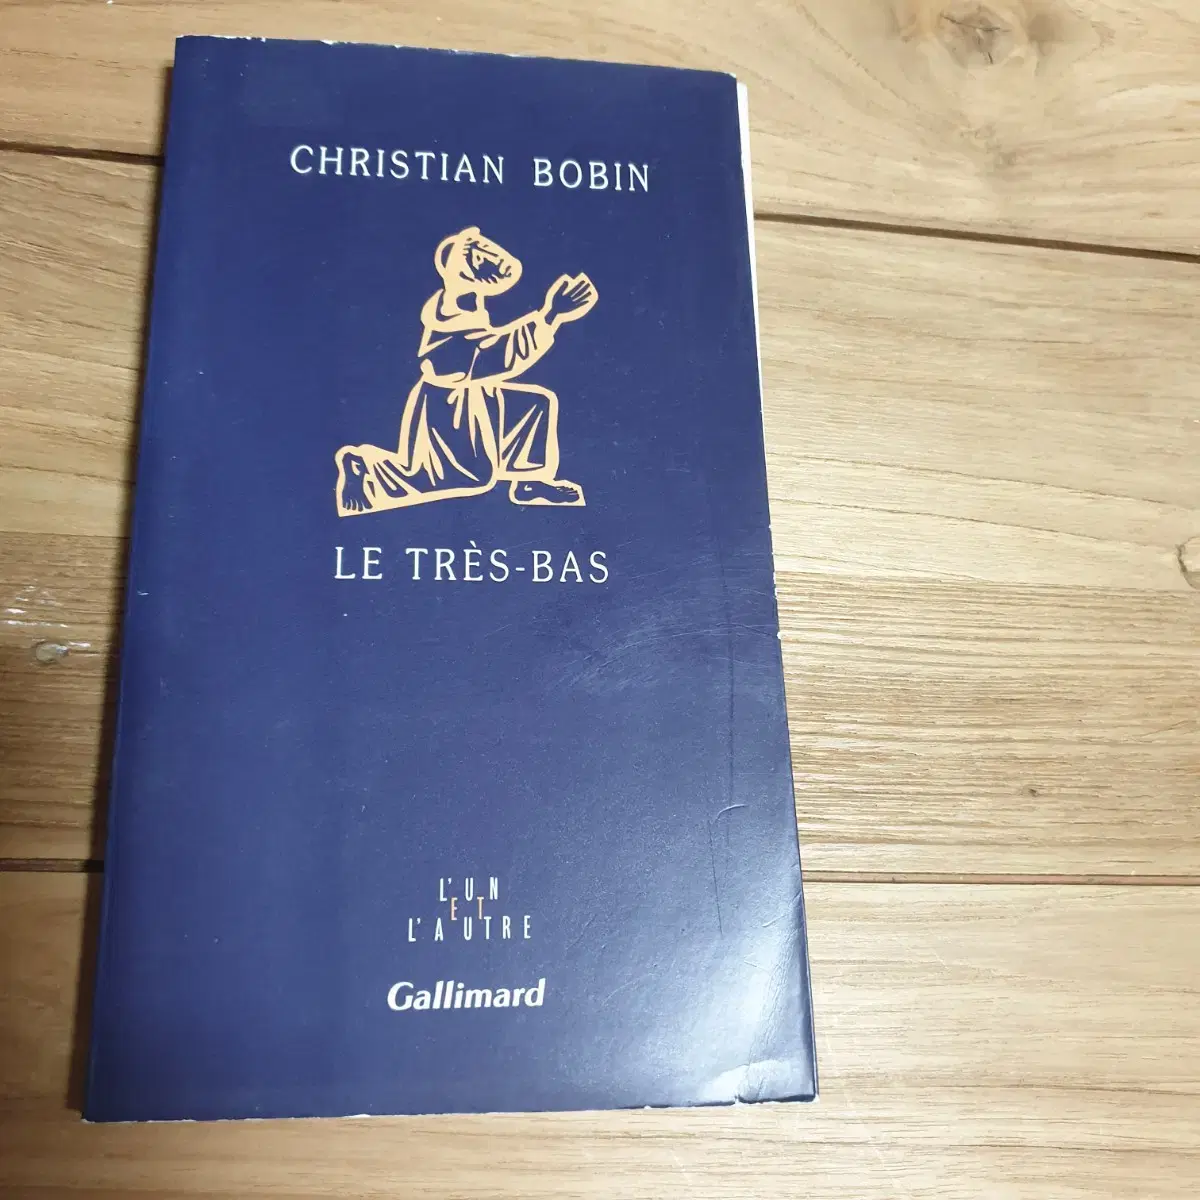 CHRISTIAN BOBIN
LE TRÈS-BAS
L'UN
ET
L'AUTRE
Gallimard